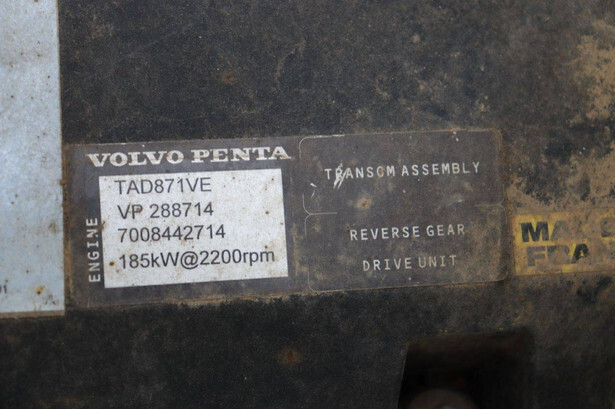 VOLVO PENTA
ENGINE
TAD871VE
VP 288714
7008442714
185kW@2200rpm
TRANSOM ASSEMBLY
REVERSE GEAR
DRIVE UNIT